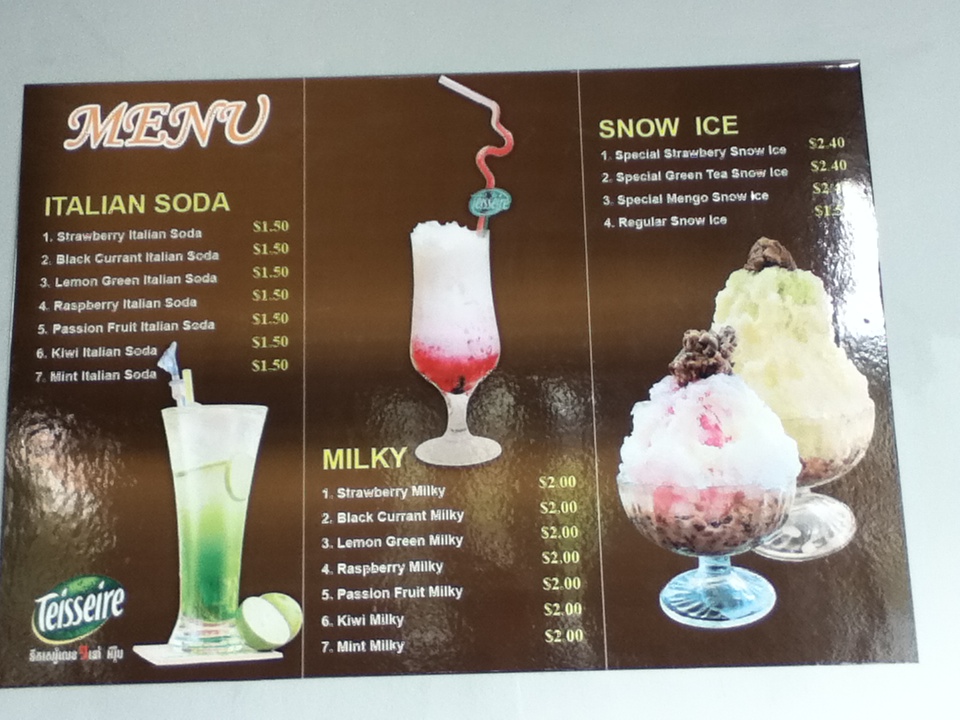 MENU
ITALIAN SODA
1. Strawberry Italian Soda $1.50
2. Black Currant Italian Soda $1.50
3. Lemon Green Italian Soda $1.50
4. Raspberry Italian Soda $1.50
5. Passion Fruit Italian Soda $1.50
6. Kiwi Italian Soda $1.50
7. Mint Italian Soda $1.50
Teisseire
Teisseire
MILKY
1. Strawberry Milky $2.00
2. Black Currant Milky $2.00
3. Lemon Green Milky $2.00
4. Raspberry Milky $2.00
5. Passion Fruit Milky $2.00
6. Kiwi Milky $2.00
7. Mint Milky $2.00
SNOW ICE
1. Special Strawbery Snow Ice $2.40
2. Special Green Tea Snow Ice $2.40
3. Special Mengo Snow Ice
4. Regular Snow Ice